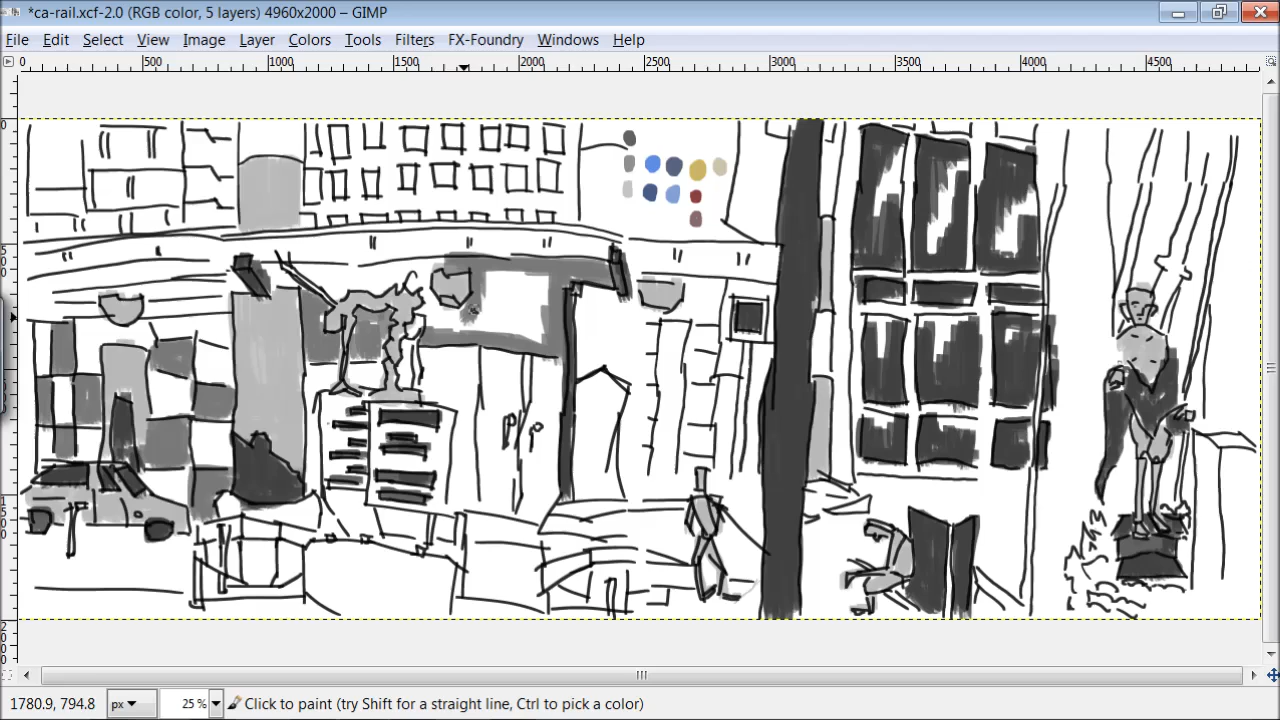 *ca-rail.xcf-2.0 (RGB color, 5 layers) 4960x2000 – GIMP
File Edit Select View Image Layer Colors Tools Filters FX-Foundry Windows Help
0 500 1000 1500 2000 2500 3000 3500 4000 4500
0
1780.9, 794.8 px 25 % Click to paint (try Shift for a straight line, Ctrl to pick a color)